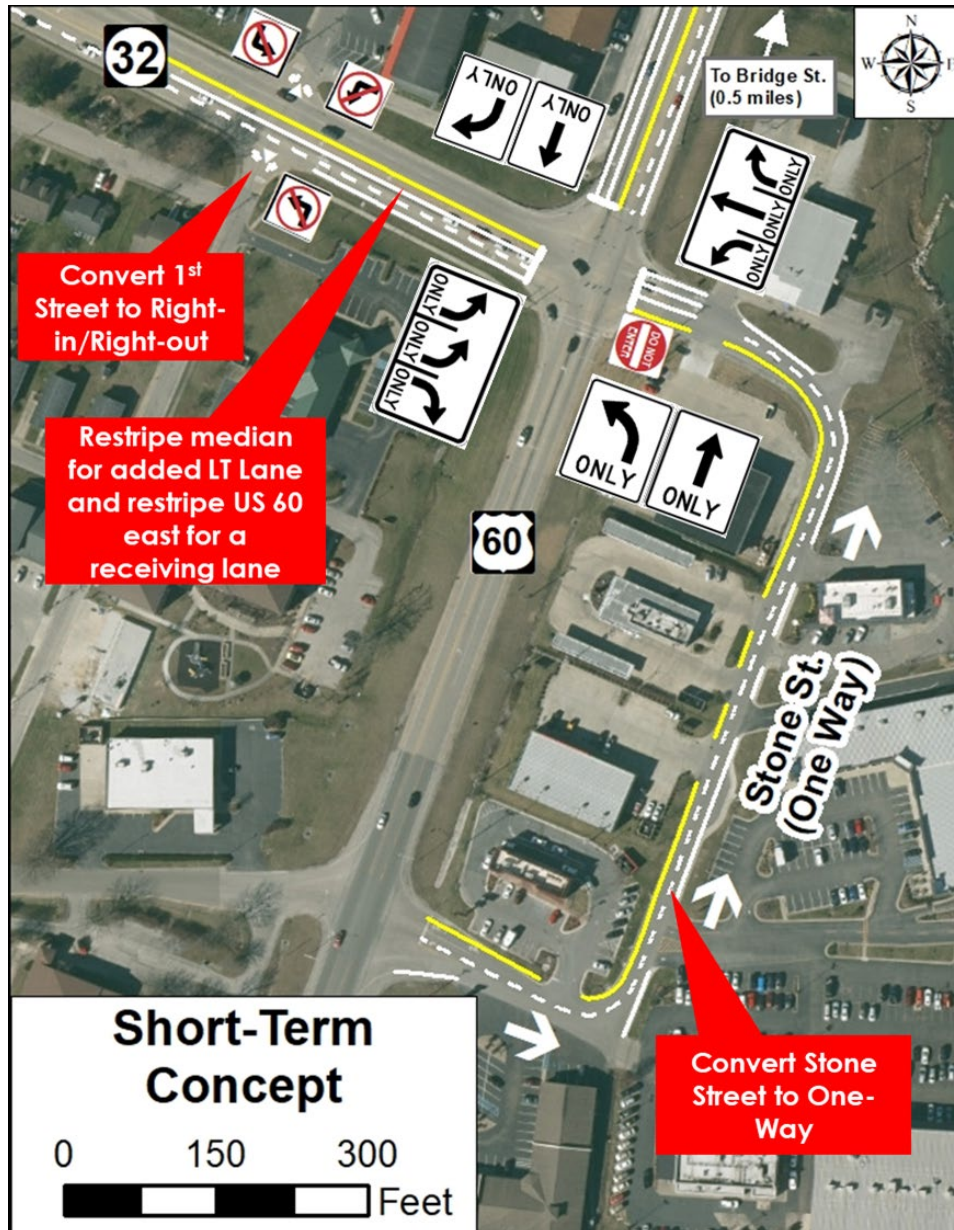 32
ONLY
ONLY
To Bridge St.
(0.5 miles)
N
W
E
S
ONLY
ONLY
ONLY
Convert 1st
Street to Right-
in/Right-out
ONLY
ONLY
ONLY
DO NOT
ENTER
Restripe median
for added LT Lane
and restripe US 60
east for a
receiving lane
ONLY
ONLY
60
Stone St.
(One Way)
Short-Term
Concept
0 150 300
Feet
Convert Stone
Street to One-
Way